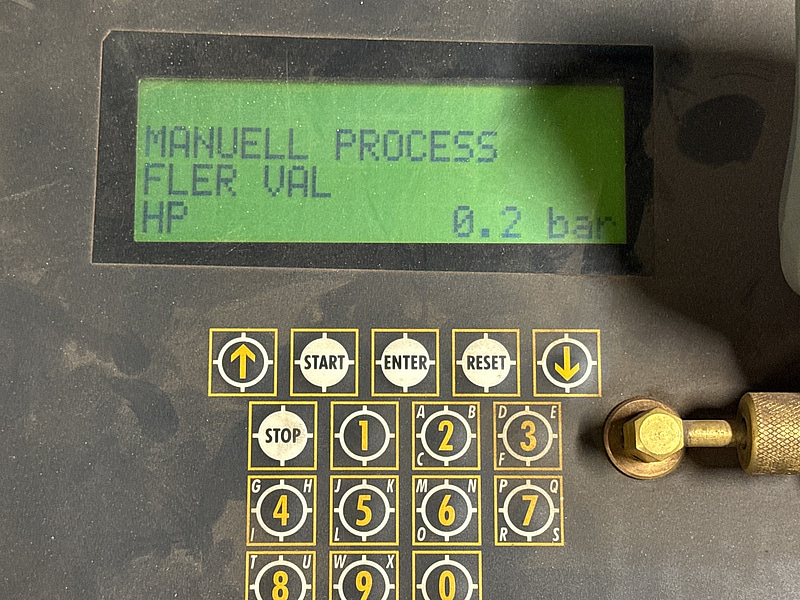 MANUELL PROCESS
FLER VAL
HP 0.2 bar
START ENTER RESET
STOP 1 A B C 2 D E F 3
G H I 4 J K L 5 M N O 6 P Q R S 7
T U 8 W X 9 0